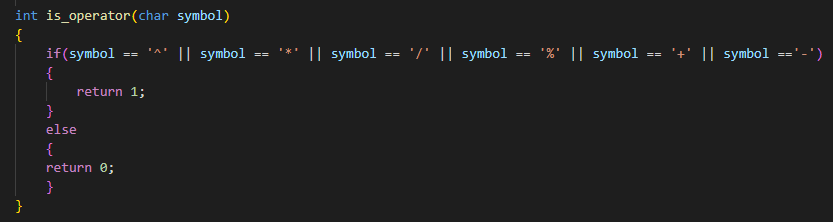 int is_operator(char symbol)
{
    if(symbol == '^' || symbol == '*' || symbol == '/' || symbol == '%' || symbol == '+' || symbol =='-')
    {
        return 1;
    }
    else
    {
    return 0;
    }
}